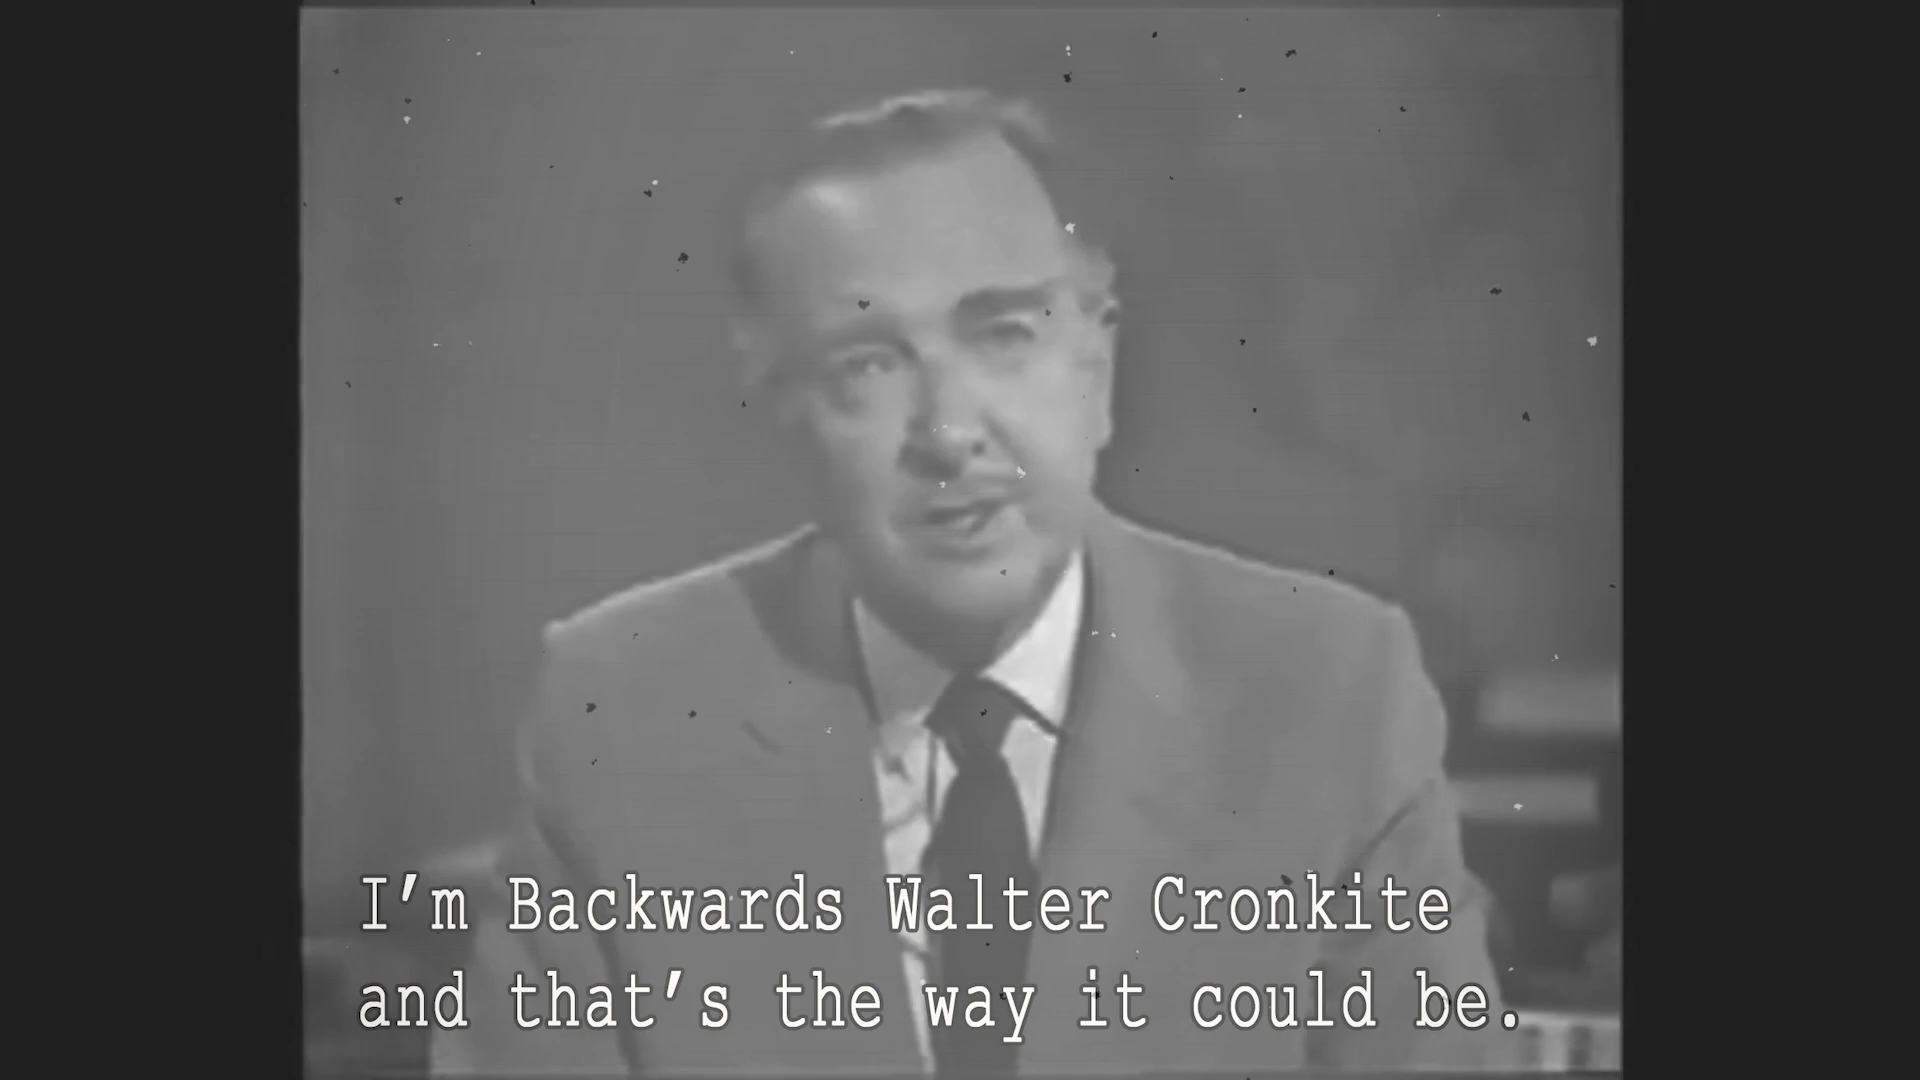 I’m Backwards Walter Cronkite
and that’s the way it could be.